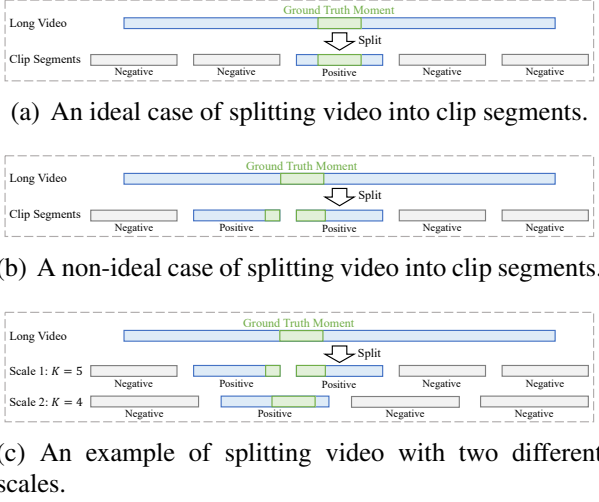 Ground Truth Moment
Long Video
Split
Clip Segments
Negative Negative Positive Negative Negative
(a) An ideal case of splitting video into clip segments.
Ground Truth Moment
Long Video
Split
Clip Segments
Negative Positive Positive Negative Negative
(b) A non-ideal case of splitting video into clip segments.
Ground Truth Moment
Long Video
Split
Scale 1: K = 5
Negative Positive Positive Negative Negative
Scale 2: K = 4
Negative Positive Negative Negative
(c) An example of splitting video with two different
scales.